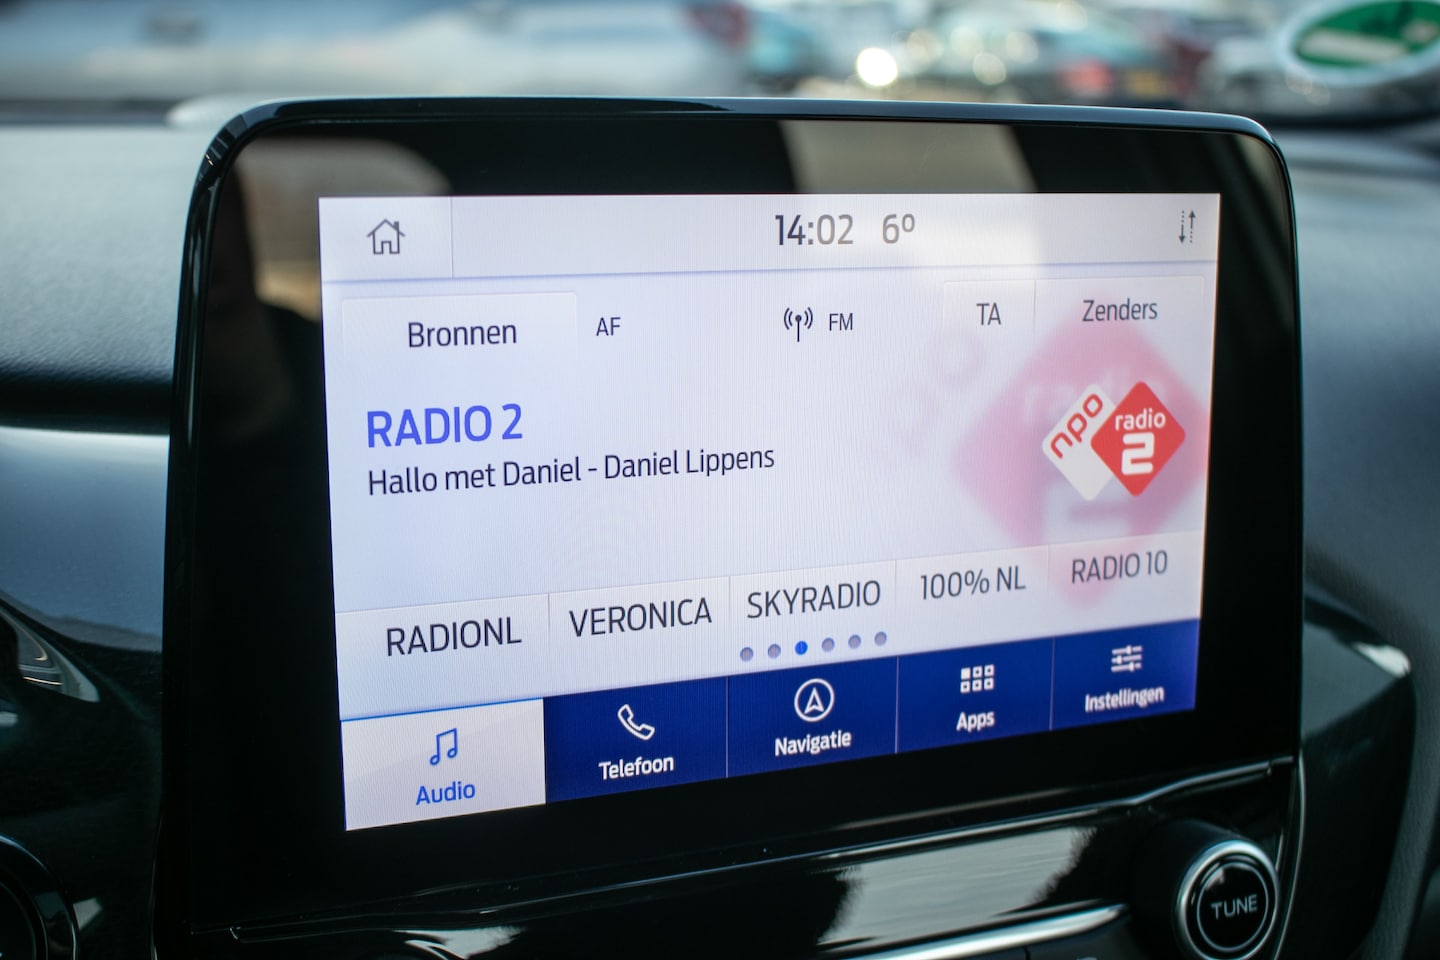 14:02 6°
Bronnen AF FM TA Zenders
RADIO 2
Hallo met Daniel - Daniel Lippens
npo radio 2
RADIONL VERONICA SKYRADIO 100% NL RADIO 10
Audio Telefoon Navigatie Apps Instellingen
TUNE